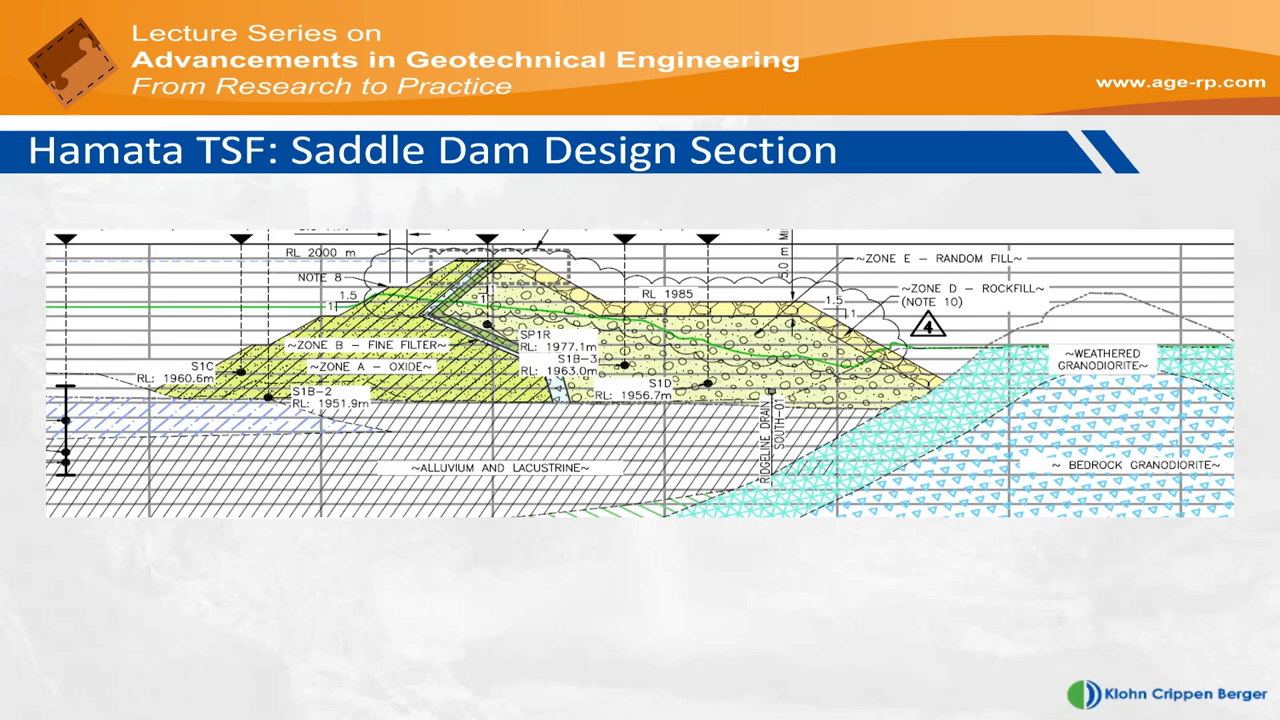 Lecture Series on
Advancements in Geotechnical Engineering
From Research to Practice
www.age-rp.com
Hamata TSF: Saddle Dam Design Section
RL 2000 m
5.0 m
~ZONE E - RANDOM FILL~
NOTE 8
~ZONE D - ROCKFILL~
(NOTE 10)
1.5
1
1
RL 1985
1.5
1
4
SP1R
RL: 1977.1m
~ZONE B - FINE FILTER~
S1B-3
RL: 1963.0m
~WEATHERED
GRANODIORITE~
S1C
RL: 1960.6m
~ZONE A - OXIDE~
S1D
RL: 1956.7m
S1B-2
RL: 1951.9m
RIDGELINE DRAIN
SOUTH-01
~ALLUVIUM AND LACUSTRINE~
~ BEDROCK GRANODIORITE~
Klohn Crippen Berger